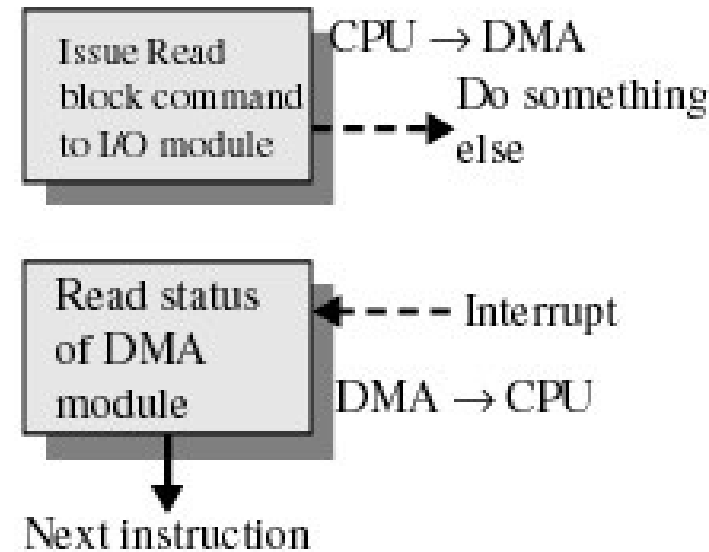 Issue Read
block command
to I/O module
CPU → DMA
Do something
else
Read status
of DMA
module
Interrupt
DMA → CPU
Next instruction